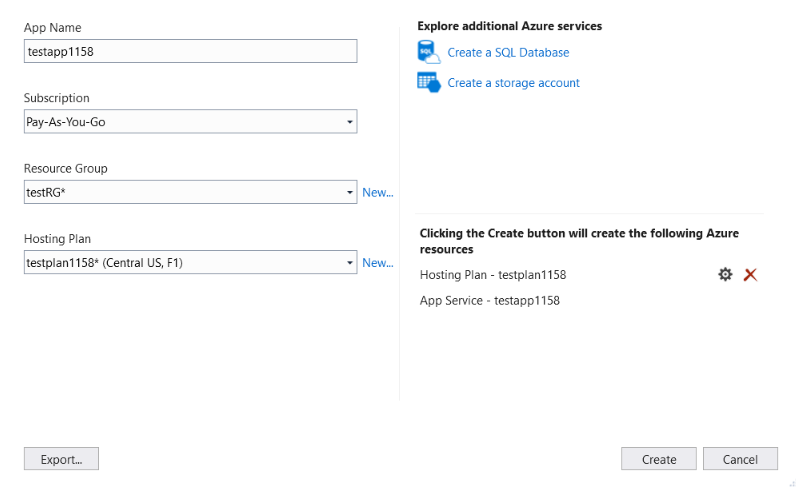 App Name
testapp1158
Subscription
Pay-As-You-Go
Resource Group
testRG*
New...
Hosting Plan
testplan1158* (Central US, F1)
New...
Export...
Explore additional Azure services
SQL
Create a SQL Database
Create a storage account
Clicking the Create button will create the following Azure
resources
Hosting Plan - testplan1158
App Service - testapp1158
Create
Cancel